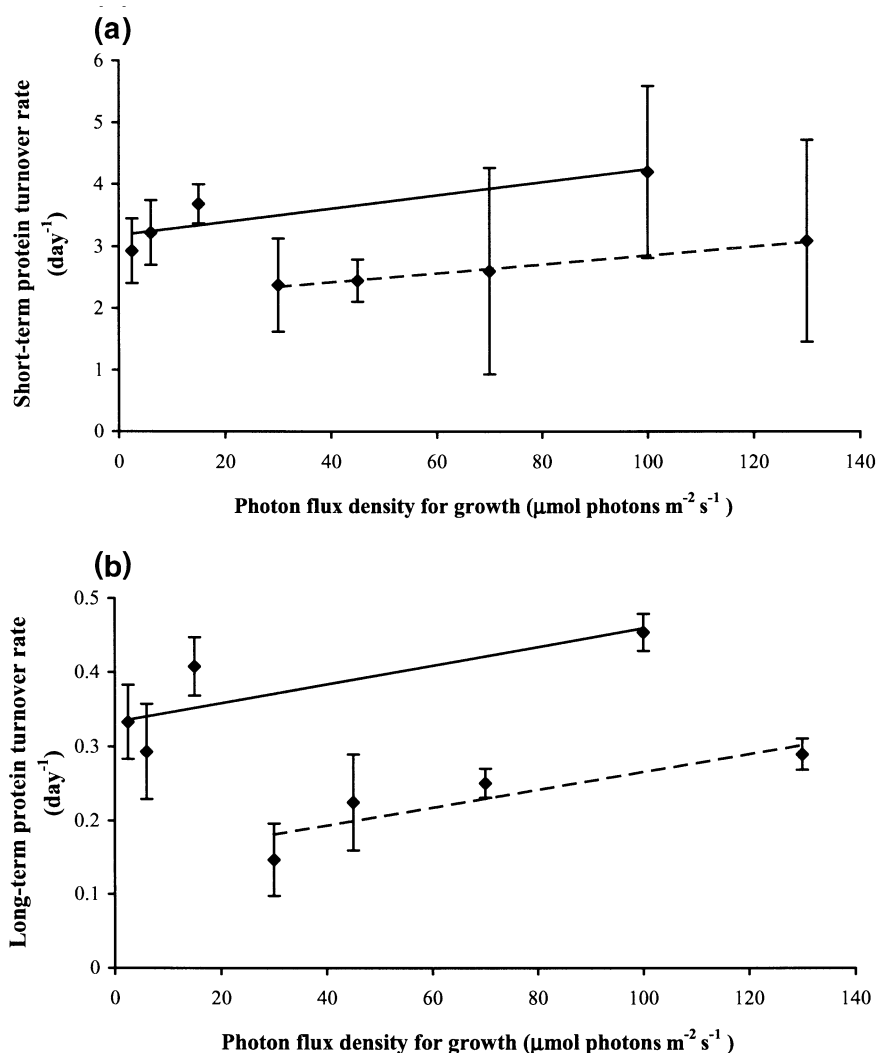 (a)
6
5
4
3
2
1
0
0 20 40 60 80 100 120 140
Short-term protein turnover rate
((day⁻¹)
Photon flux density for growth (μmol photons m⁻² s⁻¹ )
(b)
0.5
0.4
0.3
0.2
0.1
0
0 20 40 60 80 100 120 140
Long-term protein turnover rate
(day⁻¹)
Photon flux density for growth (μmol photons m⁻² s⁻¹ )